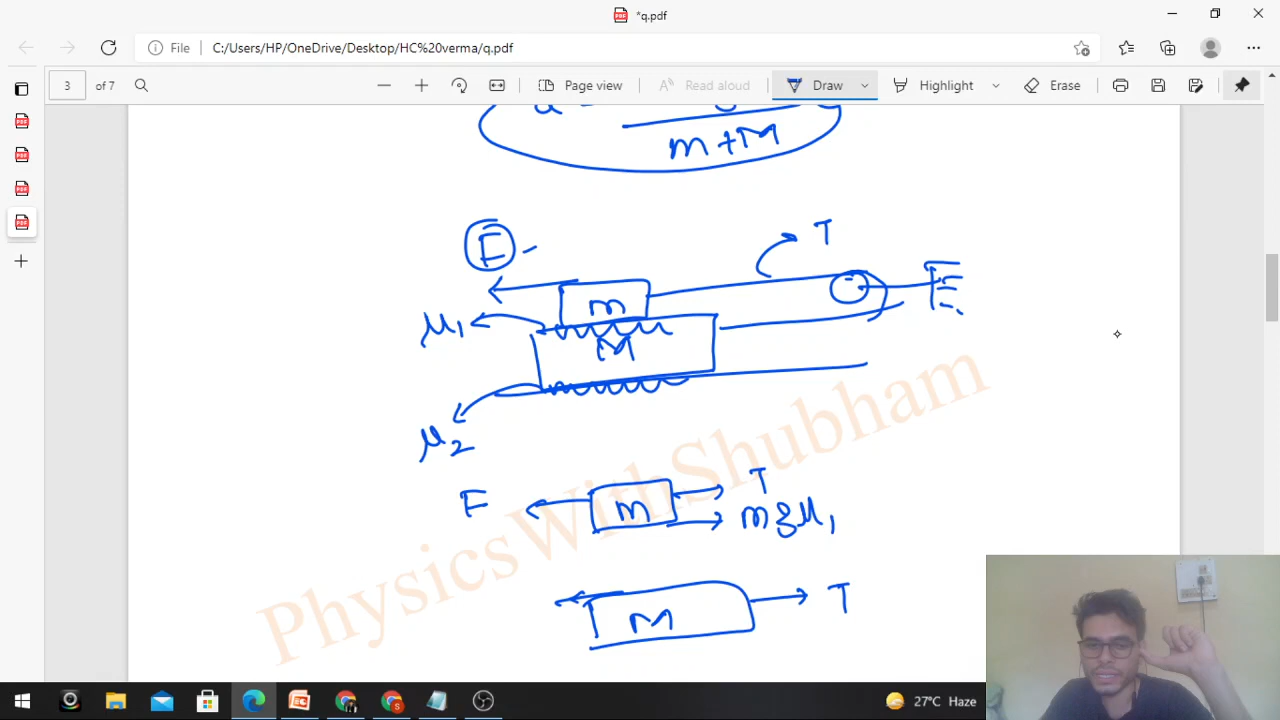 *q.pdf
File C:/Users/HP/OneDrive/Desktop/HC%20verma/q.pdf
3 of 7 Page view Read aloud Draw Highlight Erase
m+M
F
T
m
μ1
M
μ2
F m T
mgμ1
M T
PhysicsWithShubham
27°C Haze